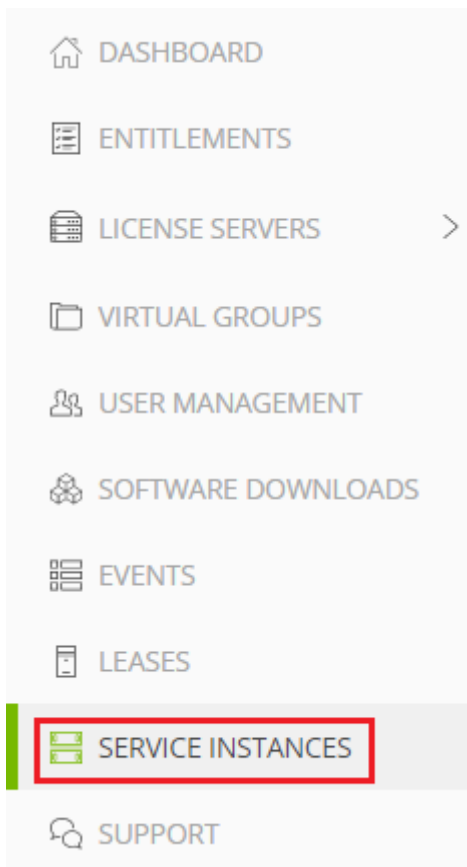 DASHBOARD
ENTITLEMENTS
LICENSE SERVERS
VIRTUAL GROUPS
USER MANAGEMENT
SOFTWARE DOWNLOADS
EVENTS
LEASES
SERVICE INSTANCES
SUPPORT